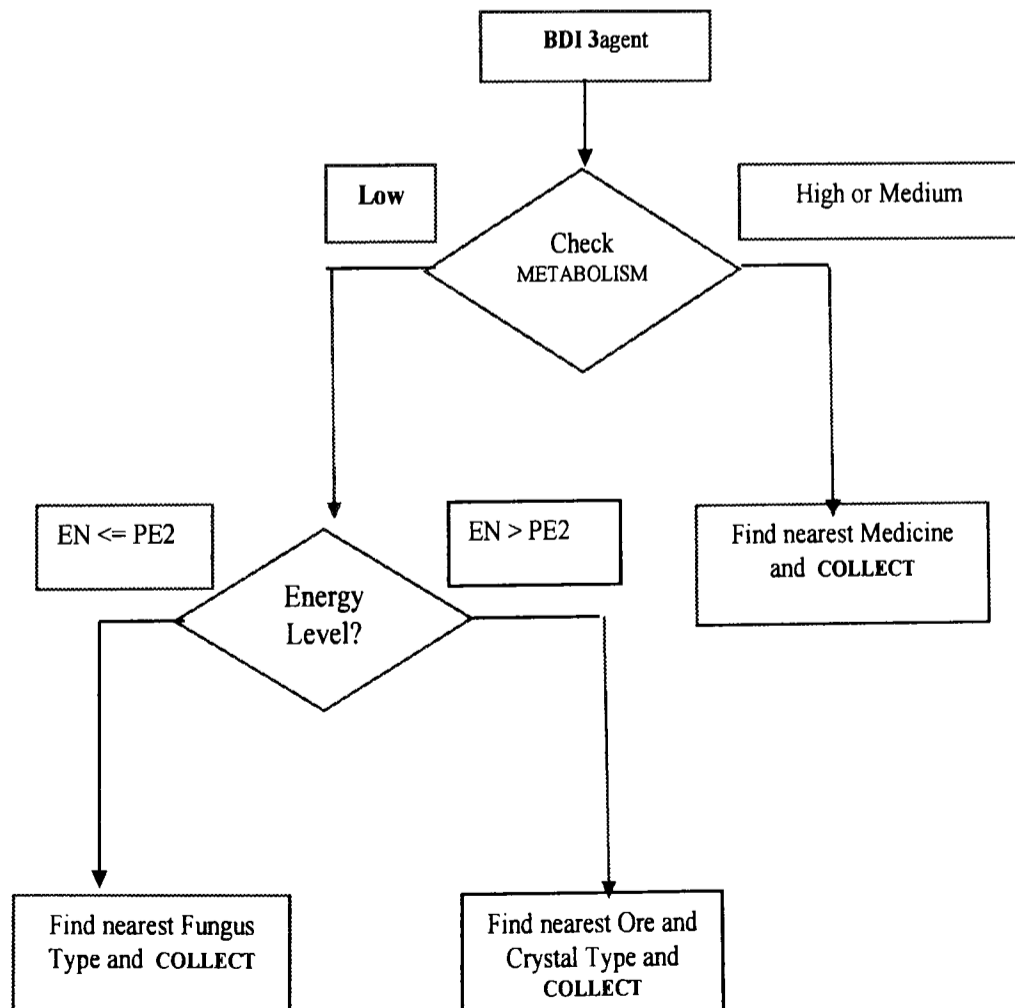 BDI 3agent
Low
High or Medium
Check
METABOLISM
EN <= PE2
EN > PE2
Find nearest Medicine
and COLLECT
Energy
Level?
Find nearest Fungus
Type and COLLECT
Find nearest Ore and
Crystal Type and
COLLECT